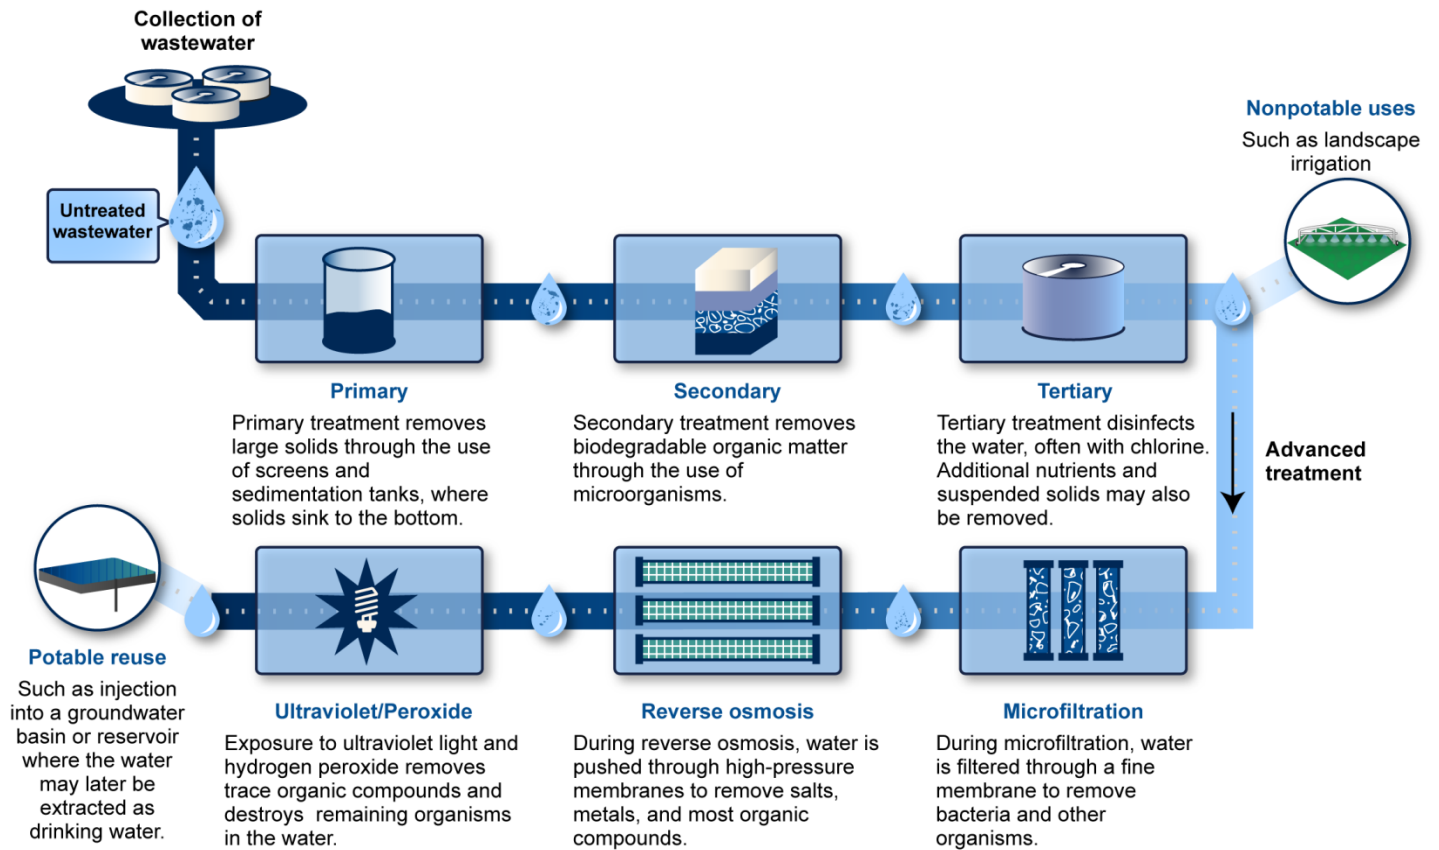 Collection of
wastewater
Nonpotable uses
Such as landscape
irrigation
Untreated
wastewater
Primary
Primary treatment removes
large solids through the use
of screens and
sedimentation tanks, where
solids sink to the bottom.
Secondary
Secondary treatment removes
biodegradable organic matter
through the use of
microorganisms.
Tertiary
Tertiary treatment disinfects
the water, often with chlorine.
Additional nutrients and
suspended solids may also
be removed.
Advanced
treatment
Potable reuse
Such as injection
into a groundwater
basin or reservoir
where the water
may later be
extracted as
drinking water.
Ultraviolet/Peroxide
Exposure to ultraviolet light and
hydrogen peroxide removes
trace organic compounds and
destroys  remaining organisms
in the water.
Reverse osmosis
During reverse osmosis, water is
pushed through high-pressure
membranes to remove salts,
metals, and most organic
compounds.
Microfiltration
During microfiltration, water
is filtered through a fine
membrane to remove
bacteria and other
organisms.